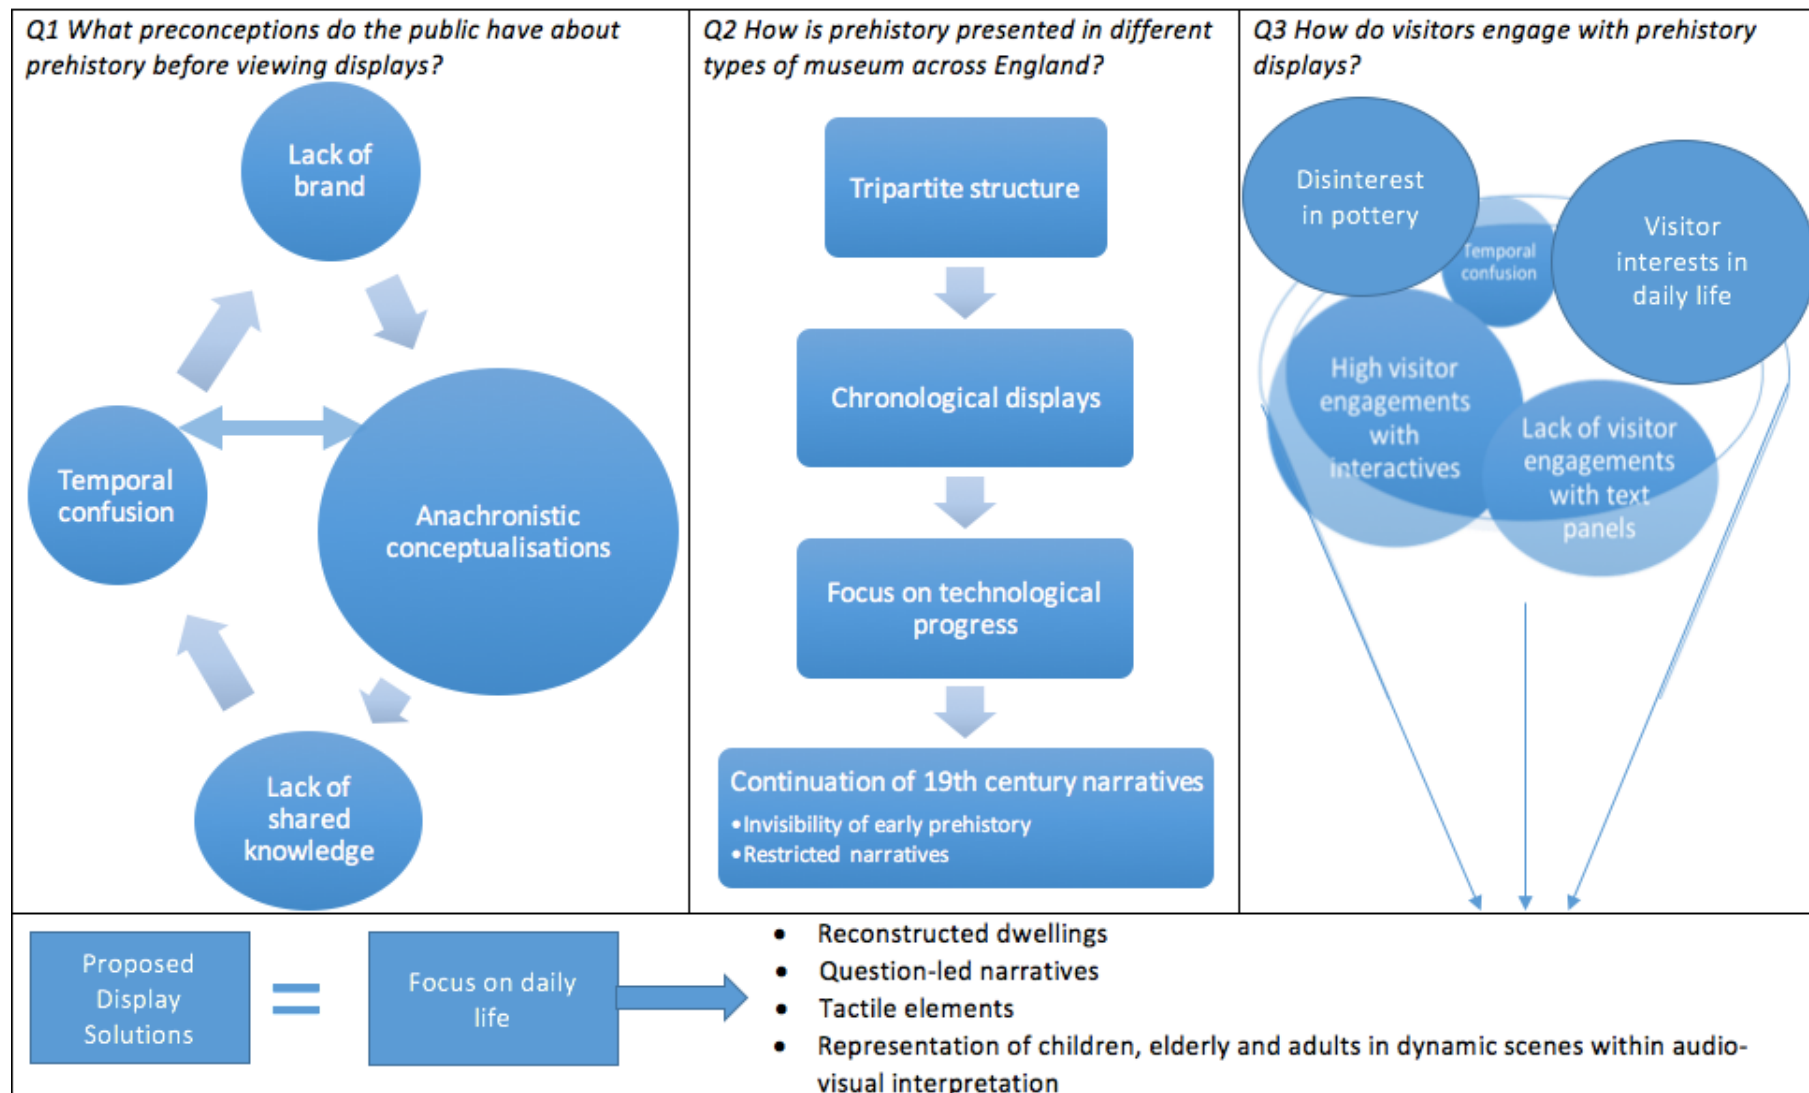 Q1 What preconceptions do the public have about
prehistory before viewing displays?
Lack of
brand
Temporal
confusion
Anachronistic
conceptualisations
Lack of
shared
knowledge
Q2 How is prehistory presented in different
types of museum across England?
Tripartite structure
Chronological displays
Focus on technological
progress
Continuation of 19th century narratives
•Invisibility of early prehistory
•Restricted narratives
Q3 How do visitors engage with prehistory
displays?
Disinterest
in pottery
Temporal
confusion
Visitor
interests in
daily life
High visitor
engagements
with
interactives
Lack of visitor
engagements
with text
panels
Proposed
Display
Solutions
=
Focus on daily
life
• Reconstructed dwellings
• Question-led narratives
• Tactile elements
• Representation of children, elderly and adults in dynamic scenes within audio-
visual interpretation